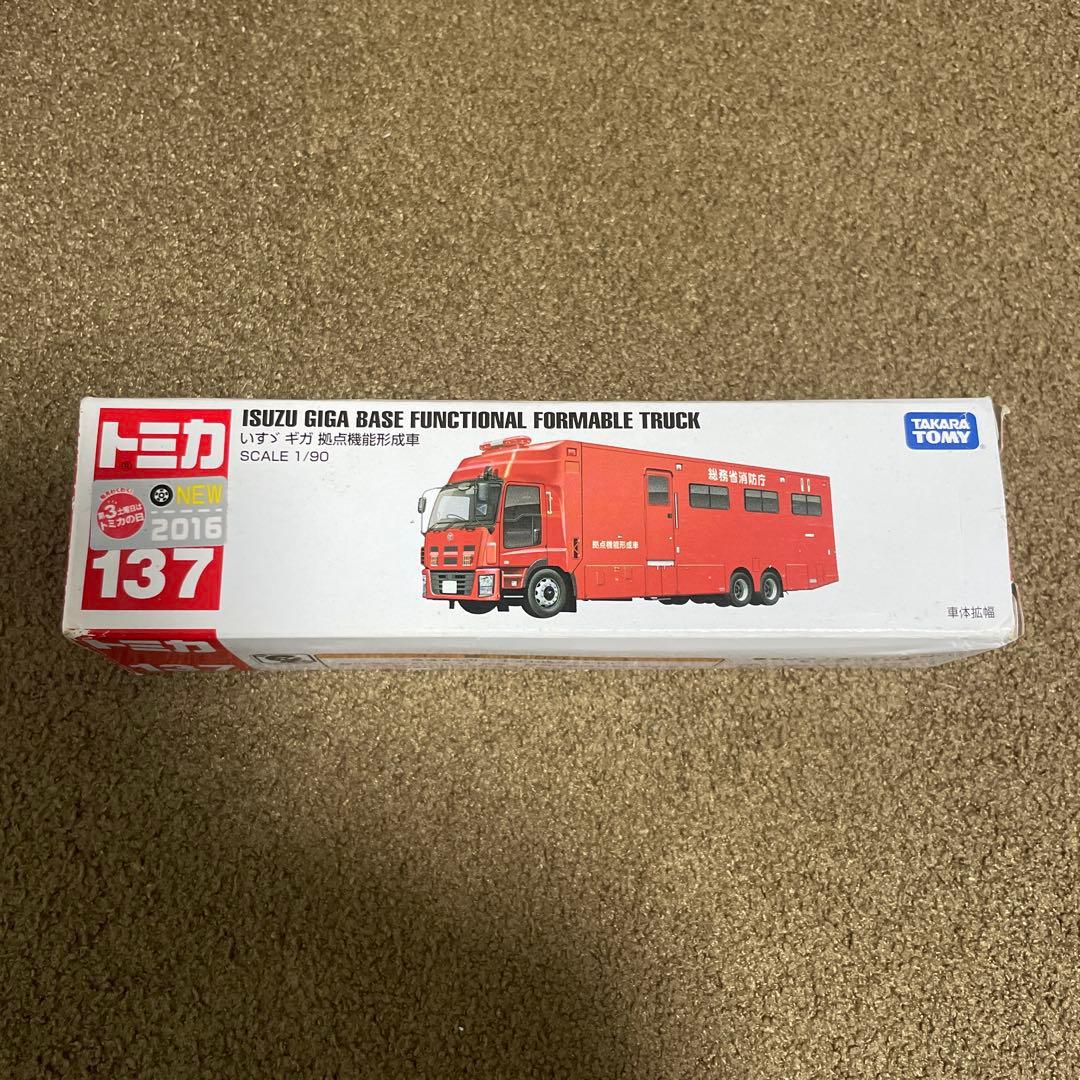 トミカ
®
ISUZU GIGA BASE FUNCTIONAL FORMABLE TRUCK
いすゞ ギガ 拠点機能形成車
SCALE 1/90
TAKARA
TOMY
®
第3土曜日は
トミカの日
NEW
2016
137
総務省消防庁
拠点機能形成車
車体拡幅
トミカ
137